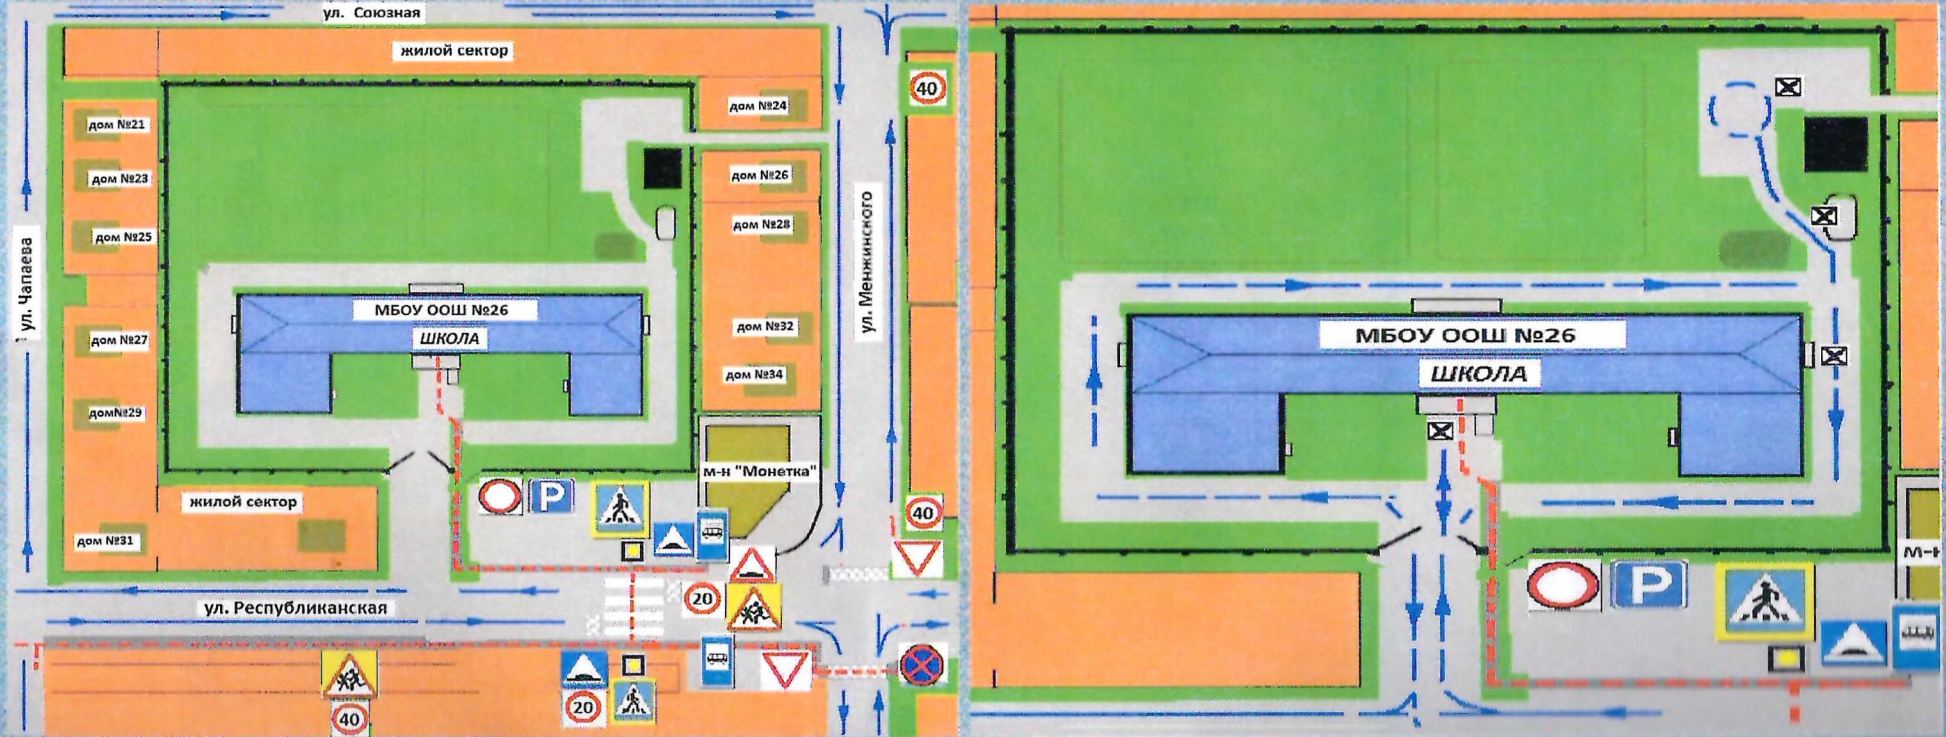 ул. Союзная
жилой сектор
40
дом №24
дом №21
дом №23
дом №26
дом №28
дом №25
ул. Чапаева
ул. Менжинского
МБОУ ООШ №26
ШКОЛА
дом №27
дом №32
дом №34
дом№29
м-н "Монетка"
жилой сектор
P
40
дом №31
20
ул. Республиканская
20
40
МБОУ ООШ №26
ШКОЛА
P
м-н